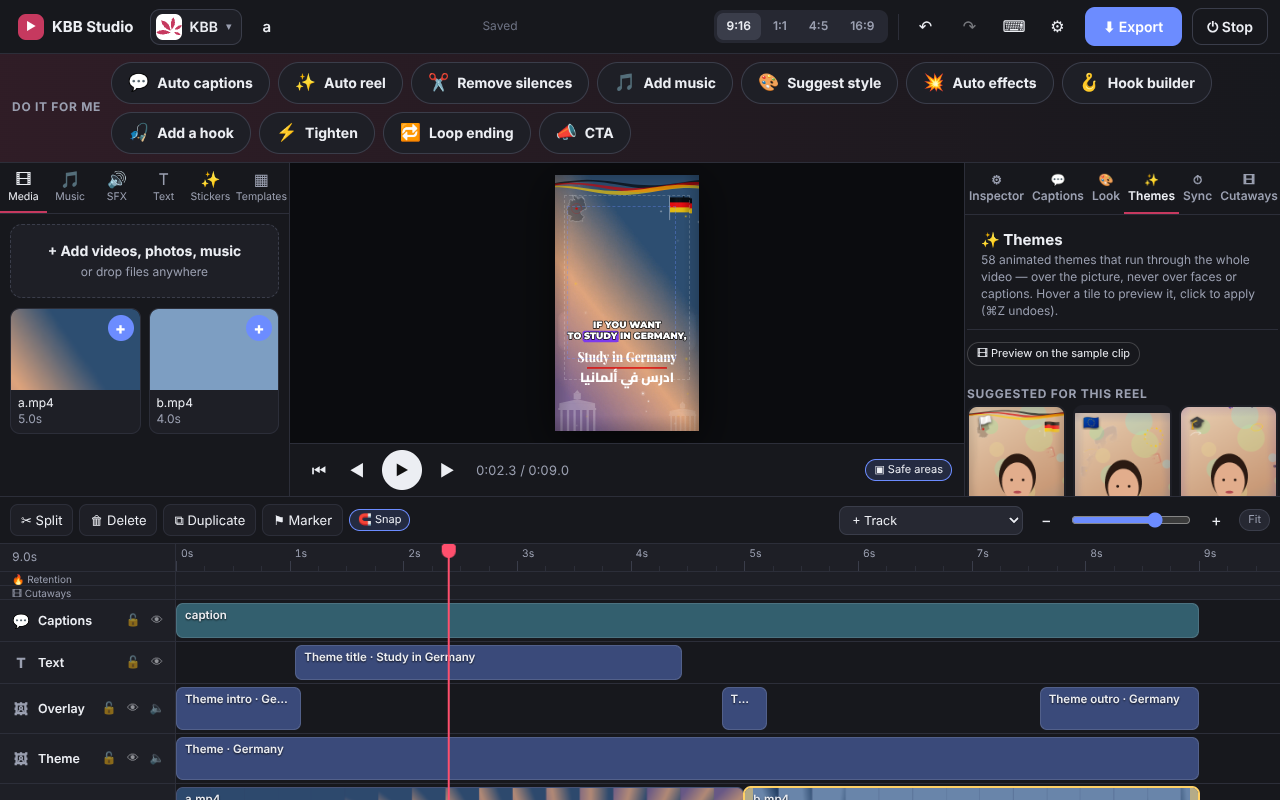 KBB Studio
KBB
a
Saved
9:16
1:1
4:5
16:9
Export
Stop
DO IT FOR ME
Auto captions
Auto reel
Remove silences
Add music
Suggest style
Auto effects
Hook builder
Add a hook
Tighten
Loop ending
CTA
Media
Music
SFX
Text
Stickers
Templates
+ Add videos, photos, music
or drop files anywhere
a.mp4
5.0s
b.mp4
4.0s
IF YOU WANT
TO STUDY IN GERMANY,
Study in Germany
ادرس في ألمانيا
0:02.3 / 0:09.0
Safe areas
Inspector
Captions
Look
Themes
Sync
Cutaways
Themes
58 animated themes that run through the whole
video — over the picture, never over faces or
captions. Hover a tile to preview it, click to apply
(⌘Z undoes).
Preview on the sample clip
SUGGESTED FOR THIS REEL
Split
Delete
Duplicate
Marker
Snap
+ Track
Fit
9.0s
0s
1s
2s
3s
4s
5s
6s
7s
8s
9s
Retention
Cutaways
Captions
caption
Text
Theme title · Study in Germany
Overlay
Theme intro · Ge...
T...
Theme outro · Germany
Theme
Theme · Germany
a.mp4
b.mp4